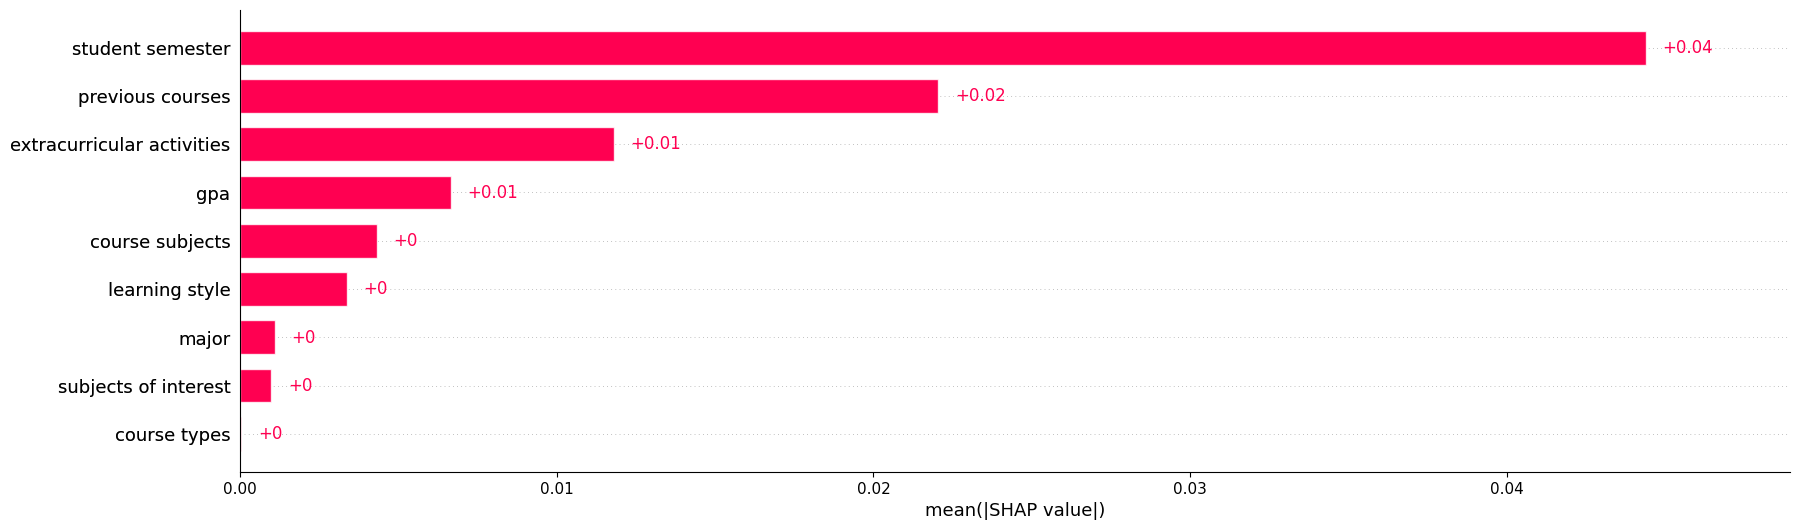 student semester +0.04
previous courses +0.02
extracurricular activities +0.01
gpa +0.01
course subjects +0
learning style +0
major +0
subjects of interest +0
course types +0
0.00 0.01 0.02 0.03 0.04
mean(|SHAP value|)